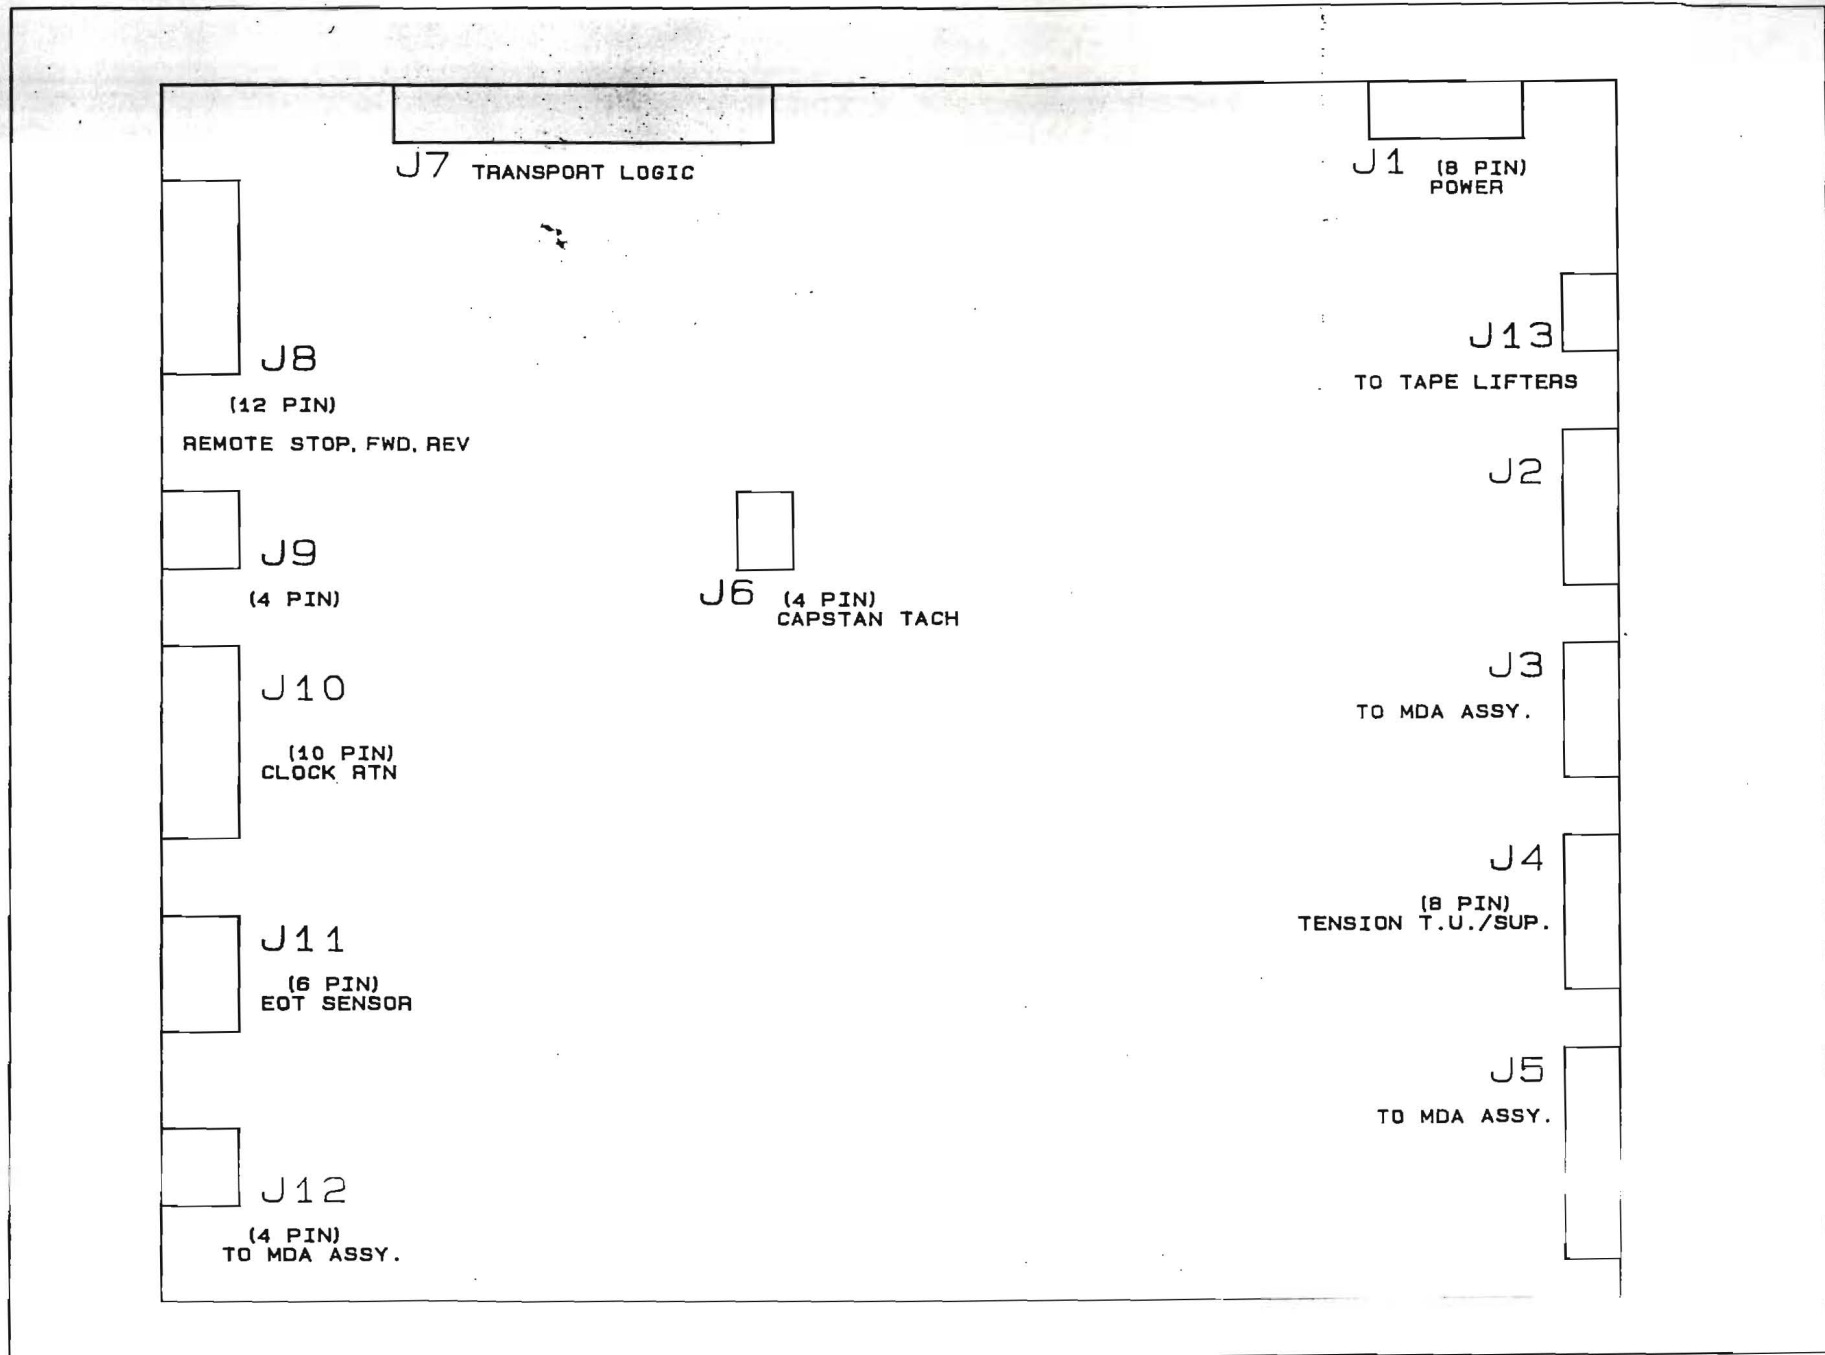 J7 TRANSPORT LOGIC
J1 (8 PIN)
POWER
J8
(12 PIN)
REMOTE STOP, FWD, REV
J13
TO TAPE LIFTERS
J2
J9
(4 PIN)
J6 (4 PIN)
CAPSTAN TACH
J10
(10 PIN)
CLOCK RTN
J3
TO MDA ASSY.
J4
(8 PIN)
TENSION T.U./SUP.
J11
(6 PIN)
EOT SENSOR
J5
TO MDA ASSY.
J12
(4 PIN)
TO MDA ASSY.